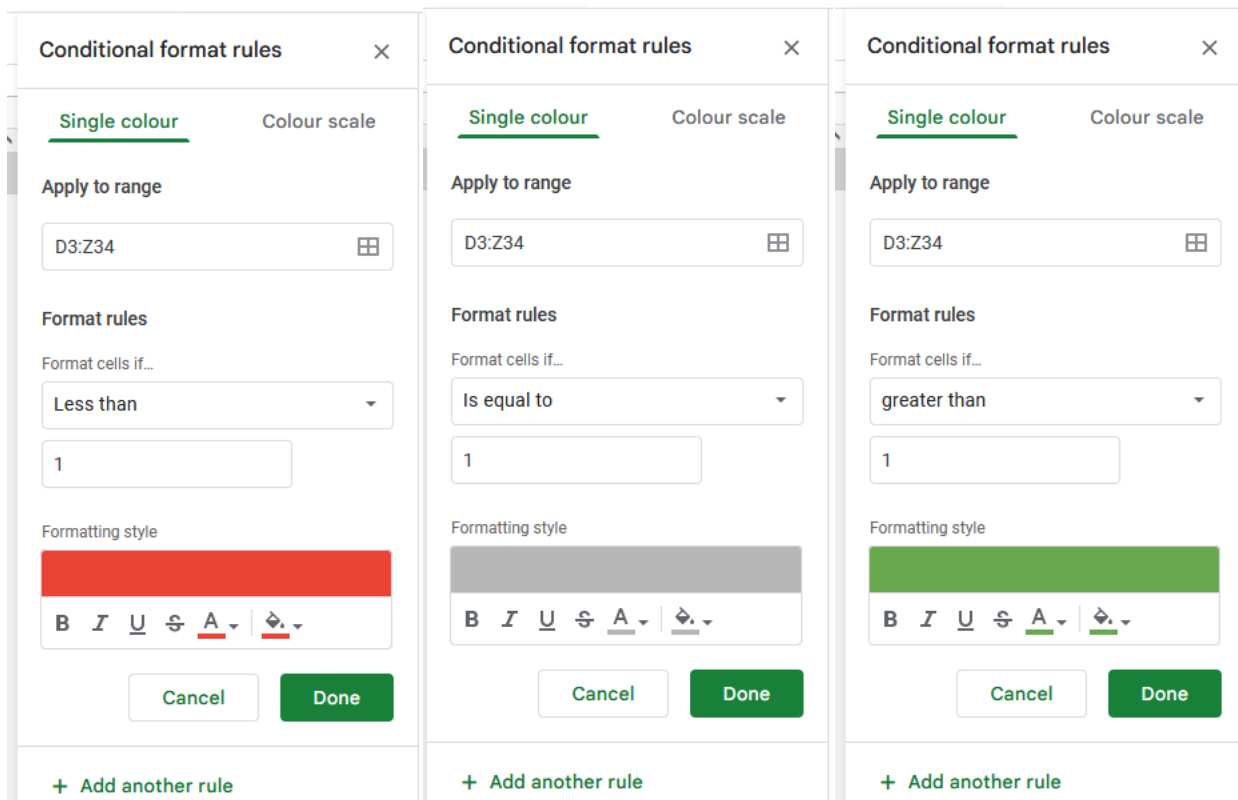 Conditional format rules
Single colour Colour scale
Apply to range
D3:Z34
Format rules
Format cells if...
Less than
1
Formatting style
B I U S A
Cancel Done
+ Add another rule
Conditional format rules
Single colour Colour scale
Apply to range
D3:Z34
Format rules
Format cells if...
Is equal to
1
Formatting style
B I U S A
Cancel Done
+ Add another rule
Conditional format rules
Single colour Colour scale
Apply to range
D3:Z34
Format rules
Format cells if...
greater than
1
Formatting style
B I U S A
Cancel Done
+ Add another rule